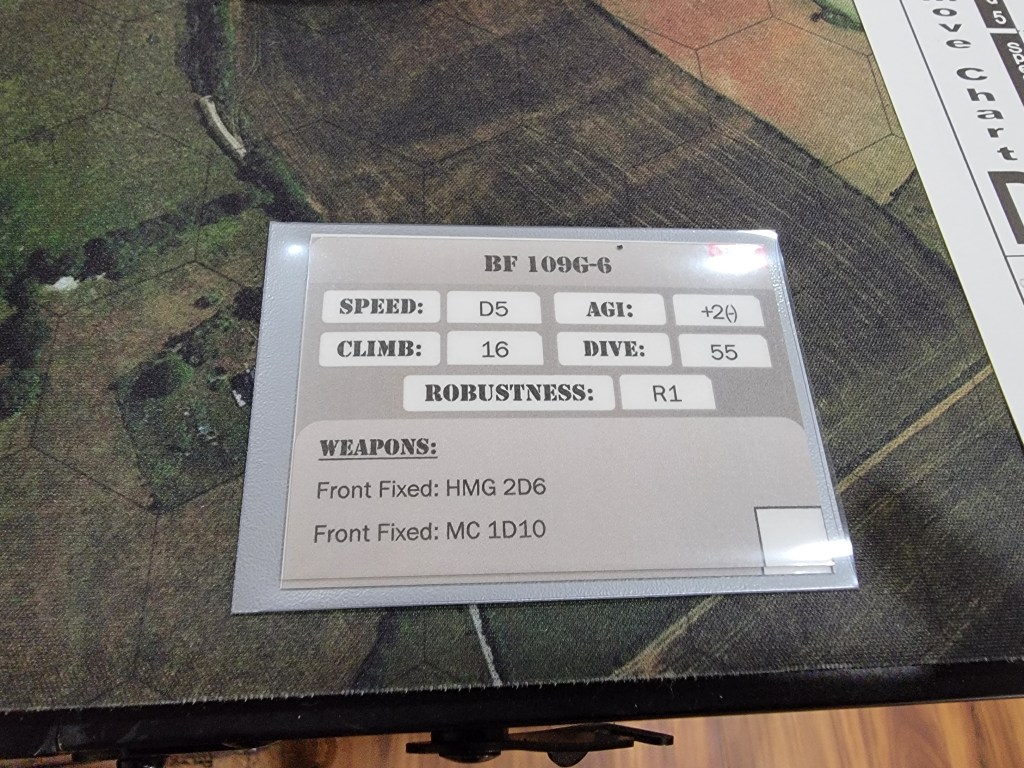 BF 109G-6
SPEED: D5 AGI: +2(-)
CLIMB: 16 DIVE: 55
ROBUSTNESS: R1
WEAPONS:
Front Fixed: HMG 2D6
Front Fixed: MC 1D10
ove Chart
5